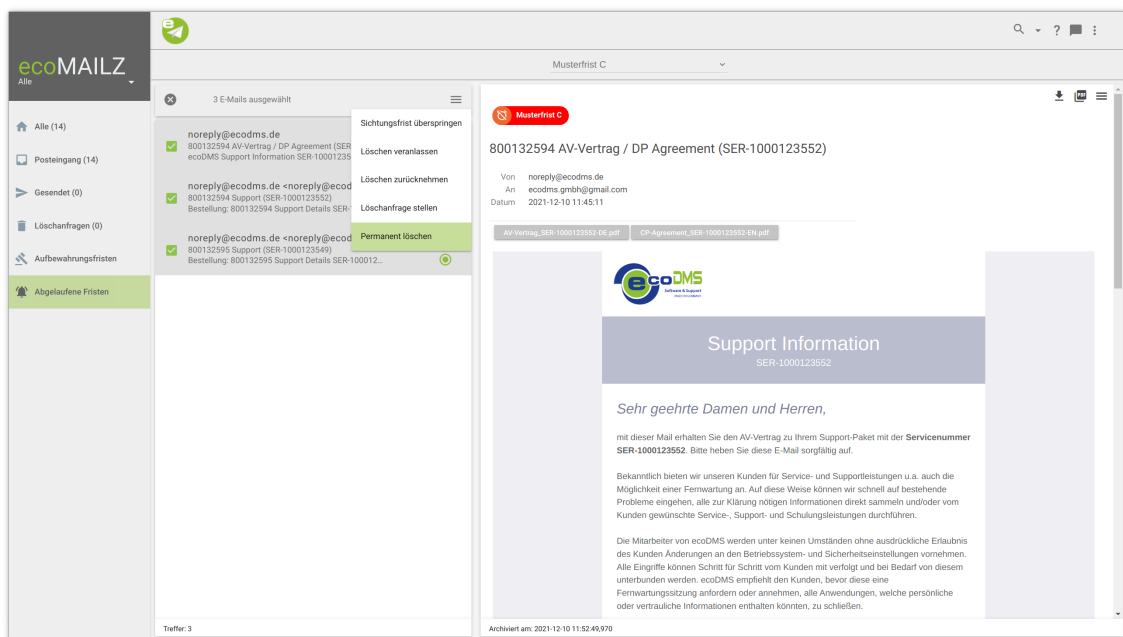 ecoMAILZ
Alle
Musterfrist C
Alle (14)
Posteingang (14)
Gesendet (0)
Löschanfragen (0)
Aufbewahrungsfristen
Abgelaufene Fristen
3 E-Mails ausgewählt
noreply@ecodms.de
800132594 AV-Vertrag / DP Agreement (SER
ecoDMS Support Information SER-10001235
noreply@ecodms.de <noreply@ecod
800132594 Support (SER-1000123552)
Bestellung: 800132594 Support Details SER-
noreply@ecodms.de <noreply@ecod
800132595 Support (SER-1000123549)
Bestellung: 800132595 Support Details SER-100012...
Sichtungsfrist überspringen
Löschen veranlassen
Löschen zurücknehmen
Löschanfrage stellen
Permanent löschen
Treffer: 3
PDF
Musterfrist C
800132594 AV-Vertrag / DP Agreement (SER-1000123552)
Von noreply@ecodms.de
An ecodms.gmbh@gmail.com
Datum 2021-12-10 11:45:11
AV-Vertrag_SER-1000123552-DE.pdf CP-Agreement_SER-1000123552-EN.pdf
ecoDMS
Software & Support
Support Information
SER-1000123552
Sehr geehrte Damen und Herren,
mit dieser Mail erhalten Sie den AV-Vertrag zu Ihrem Support-Paket mit der Servicenummer
SER-1000123552. Bitte heben Sie diese E-Mail sorgfältig auf.
Bekanntlich bieten wir unseren Kunden für Service- und Supportleistungen u.a. auch die
Möglichkeit einer Fernwartung an. Auf diese Weise können wir schnell auf bestehende
Probleme eingehen, alle zur Klärung nötigen Informationen direkt sammeln und/oder vom
Kunden gewünschte Service-, Support- und Schulungsleistungen durchführen.
Die Mitarbeiter von ecoDMS werden unter keinen Umständen ohne ausdrückliche Erlaubnis
des Kunden Änderungen an den Betriebssystem- und Sicherheitseinstellungen vornehmen.
Alle Eingriffe können Schritt für Schritt vom Kunden mit verfolgt und bei Bedarf von diesem
unterbunden werden. ecoDMS empfiehlt den Kunden, bevor diese eine
Fernwartungssitzung anfordern oder annehmen, alle Anwendungen, welche persönliche
oder vertrauliche Informationen enthalten könnten, zu schließen.
Archiviert am: 2021-12-10 11:52:49,970